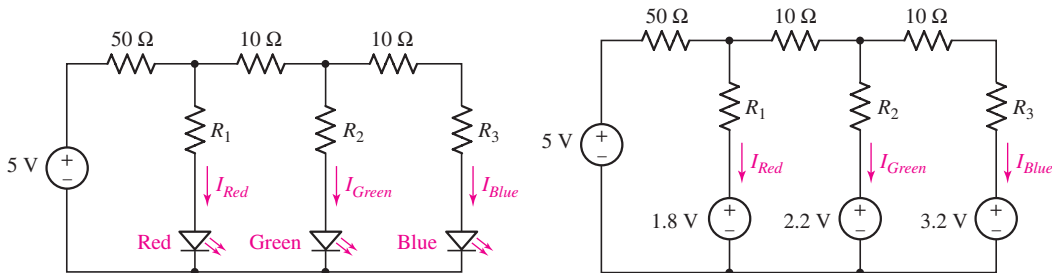 50 Ω 10 Ω 10 Ω
R1 R2 R3
5 V + −
IRed IGreen IBlue
Red Green Blue
50 Ω 10 Ω 10 Ω
R1 R2 R3
5 V + −
IRed IGreen IBlue
1.8 V + − 2.2 V + − 3.2 V + −